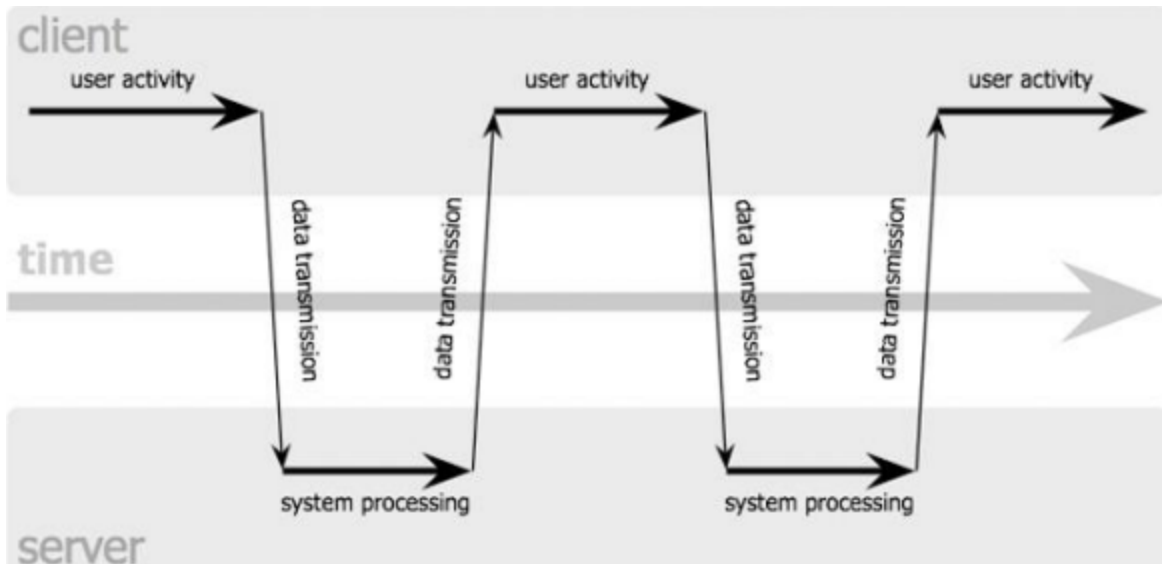 client
user activity
user activity
user activity
data transmission
data transmission
data transmission
data transmission
time
system processing
system processing
server